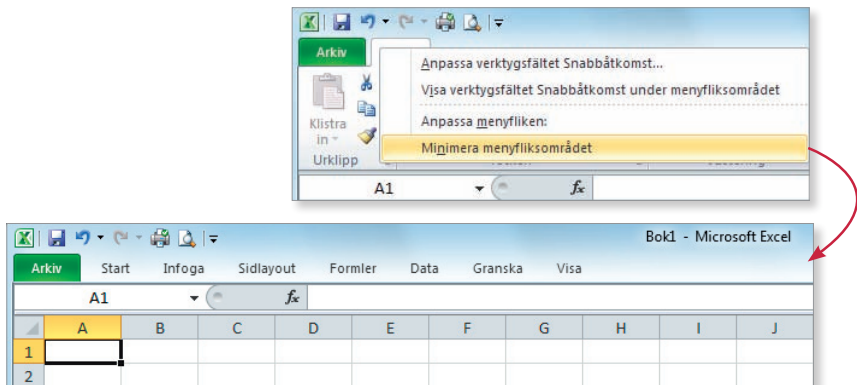 Arkiv
Anpassa verktygsfältet Snabbåtkomst...
Visa verktygsfältet Snabbåtkomst under menyfliksområdet
Anpassa menyfliken:
Minimera menyfliksområdet
Klistra
in
Urklipp
A1 fx
Bok1 - Microsoft Excel
Arkiv Start Infoga Sidlayout Formler Data Granska Visa
A1 fx
A B C D E F G H I J
1
2